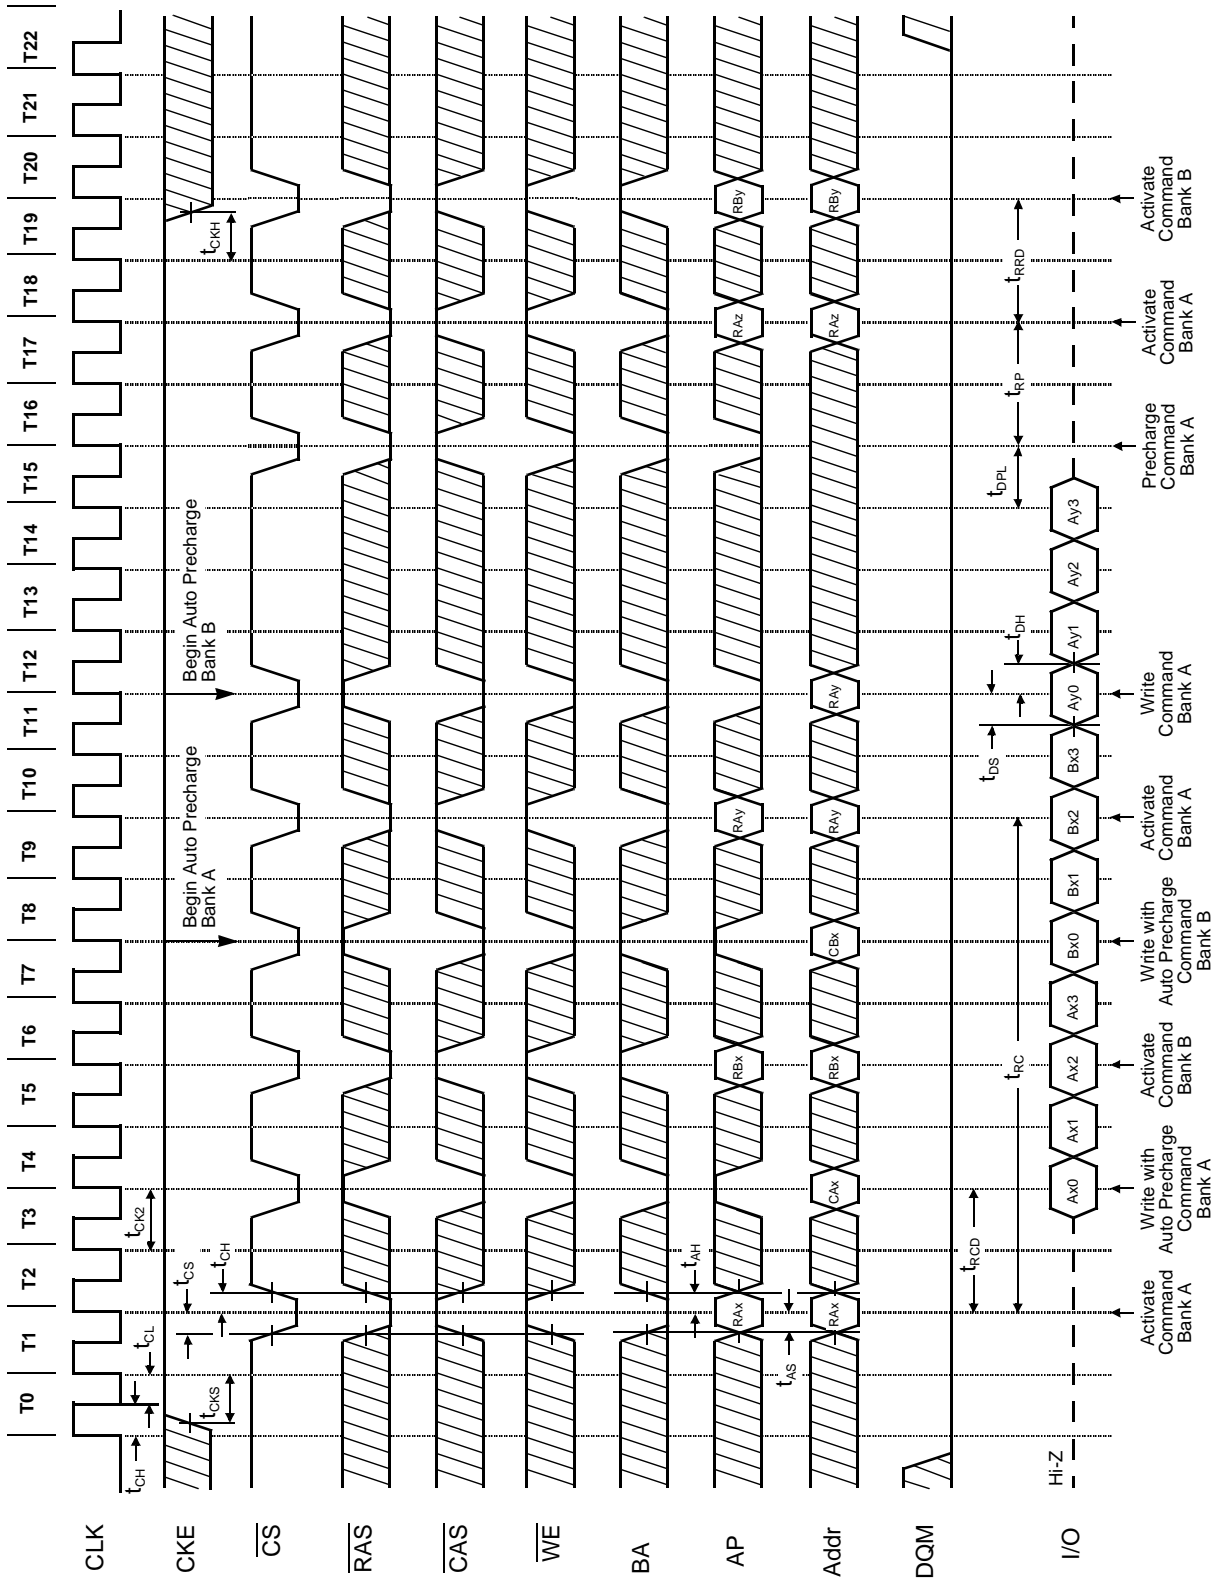 T0 T1 T2 T3 T4 T5 T6 T7 T8 T9 T10 T11 T12 T13 T14 T15 T16 T17 T18 T19 T20 T21 T22
CLK
tCH
tCL
tCK2
CKE
tCKS
tCS
tCH
Begin Auto Precharge
Bank A
Begin Auto Precharge
Bank B
tCKH
CS
RAS
CAS
WE
BA
tAH
AP
RAx RBx RAy RAz RBy
tAS
Addr
RAx CAx RBx CBx RAy RAy RAz RBy
DQM
tRCD
tRC
tDS
tDH
tDPL
tRP
tRRD
I/O
Hi-Z
Ax0 Ax1 Ax2 Ax3 Bx0 Bx1 Bx2 Bx3 Ay0 Ay1 Ay2 Ay3
Activate
Command
Bank A
Write with
Auto Precharge
Command
Bank A
Activate
Command
Bank B
Write with
Auto Precharge
Command
Bank B
Activate
Command
Bank A
Write
Command
Bank A
Precharge
Command
Bank A
Activate
Command
Bank A
Activate
Command
Bank B